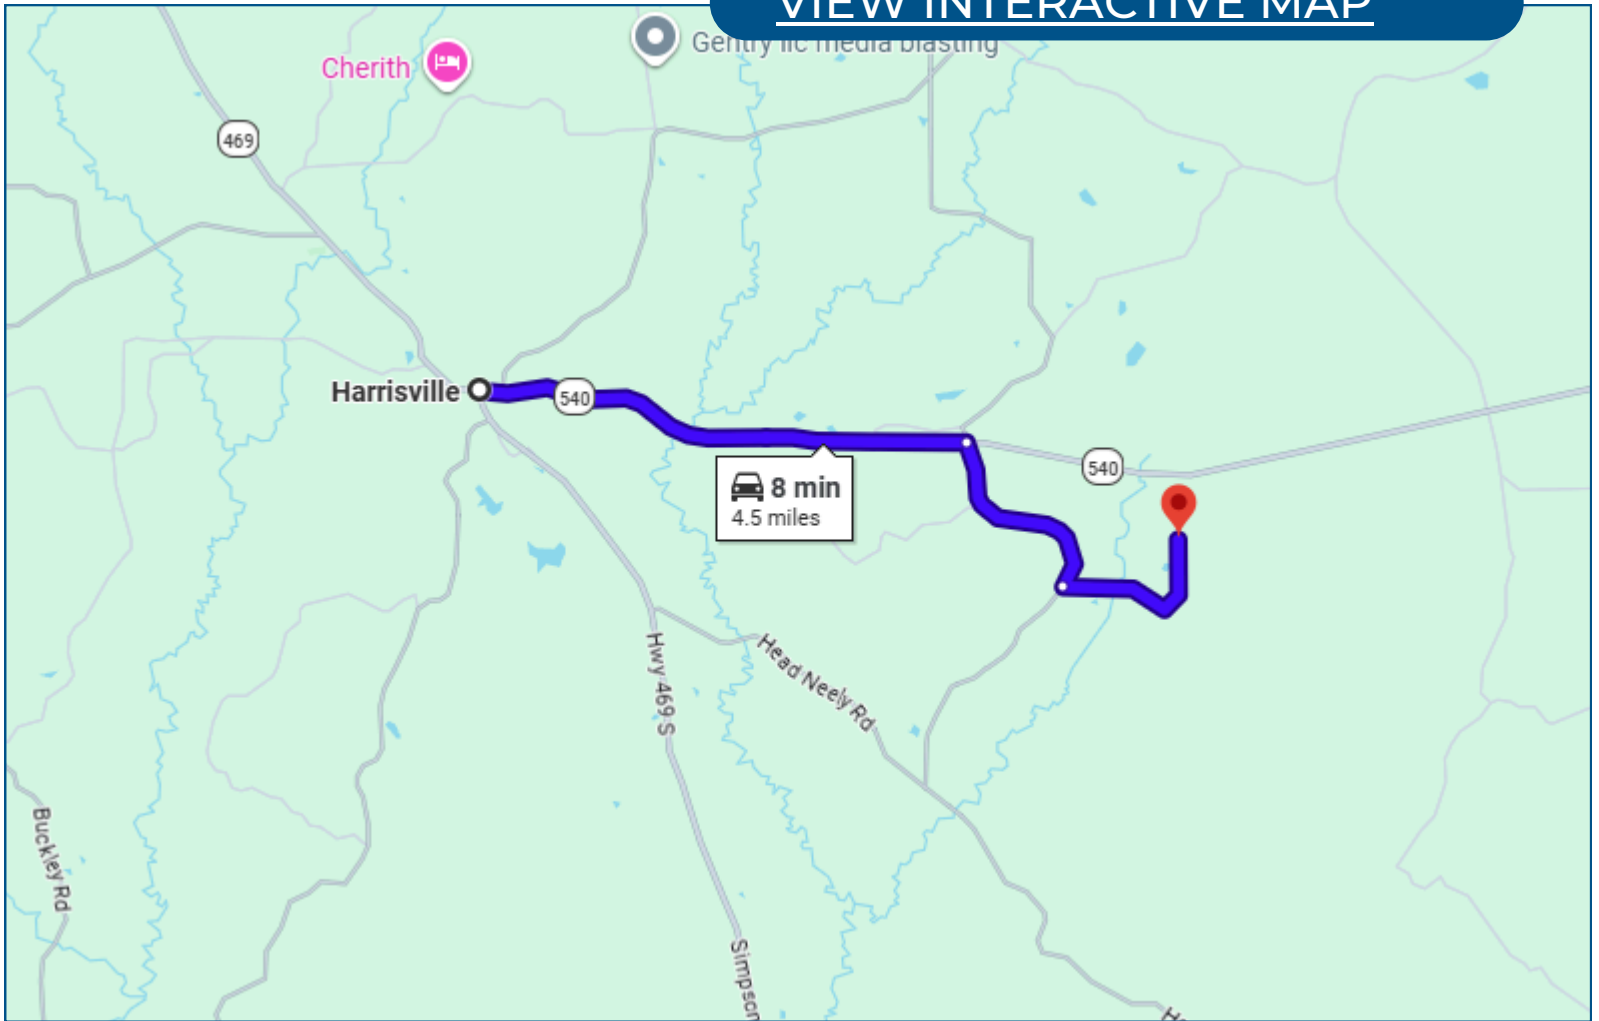 VIEW INTERACTIVE MAP
Gentry llc media blasting
Cherith
469
Harrisville
540
540
8 min
4.5 miles
Hwy 469 S
Head Neely Rd
Buckley Rd
Simpson